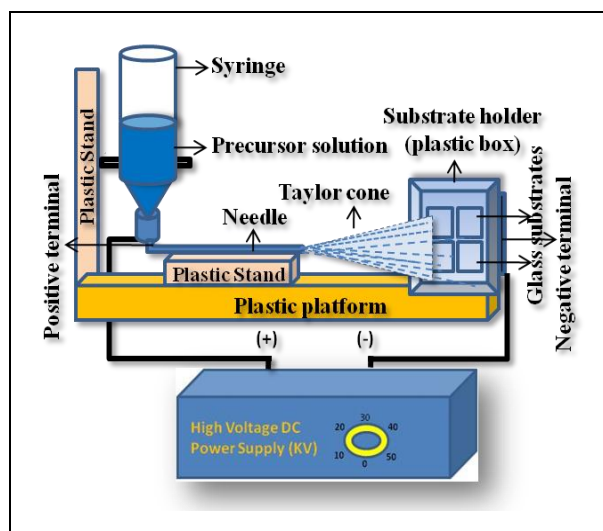 Syringe
Substrate holder
(plastic box)
Precursor solution
Plastic Stand
Taylor cone
Needle
Glass substrates
Positive terminal
Negative terminal
Plastic Stand
Plastic platform
(+)
(-)
High Voltage DC
Power Supply (KV)
30
20
40
10
50
0